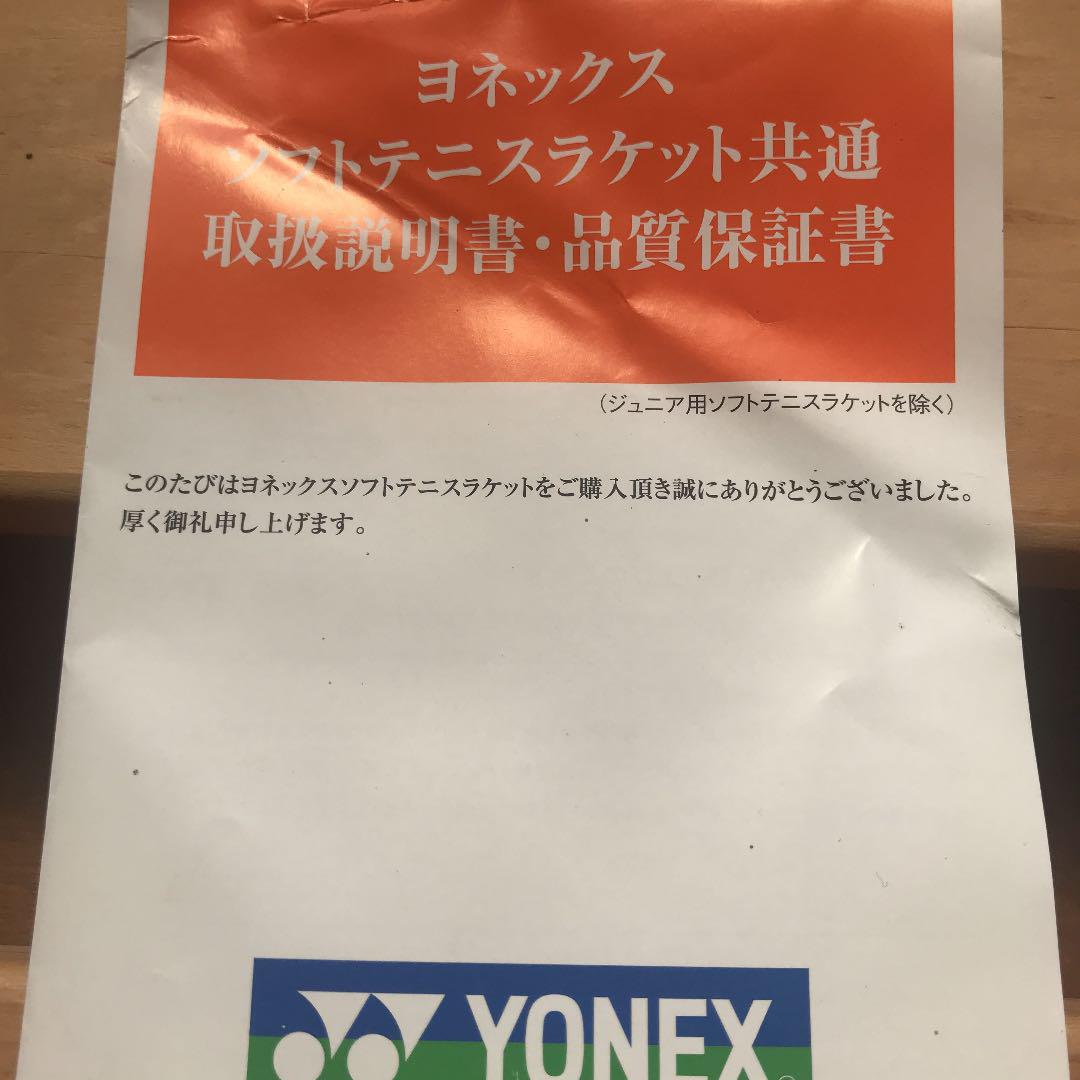 ヨネックス
ソフトテニスラケット共通
取扱説明書・品質保証書
（ジュニア用ソフトテニスラケットを除く）
このたびはヨネックスソフトテニスラケットをご購入頂き誠にありがとうございました。
厚く御礼申し上げます。
YONEX